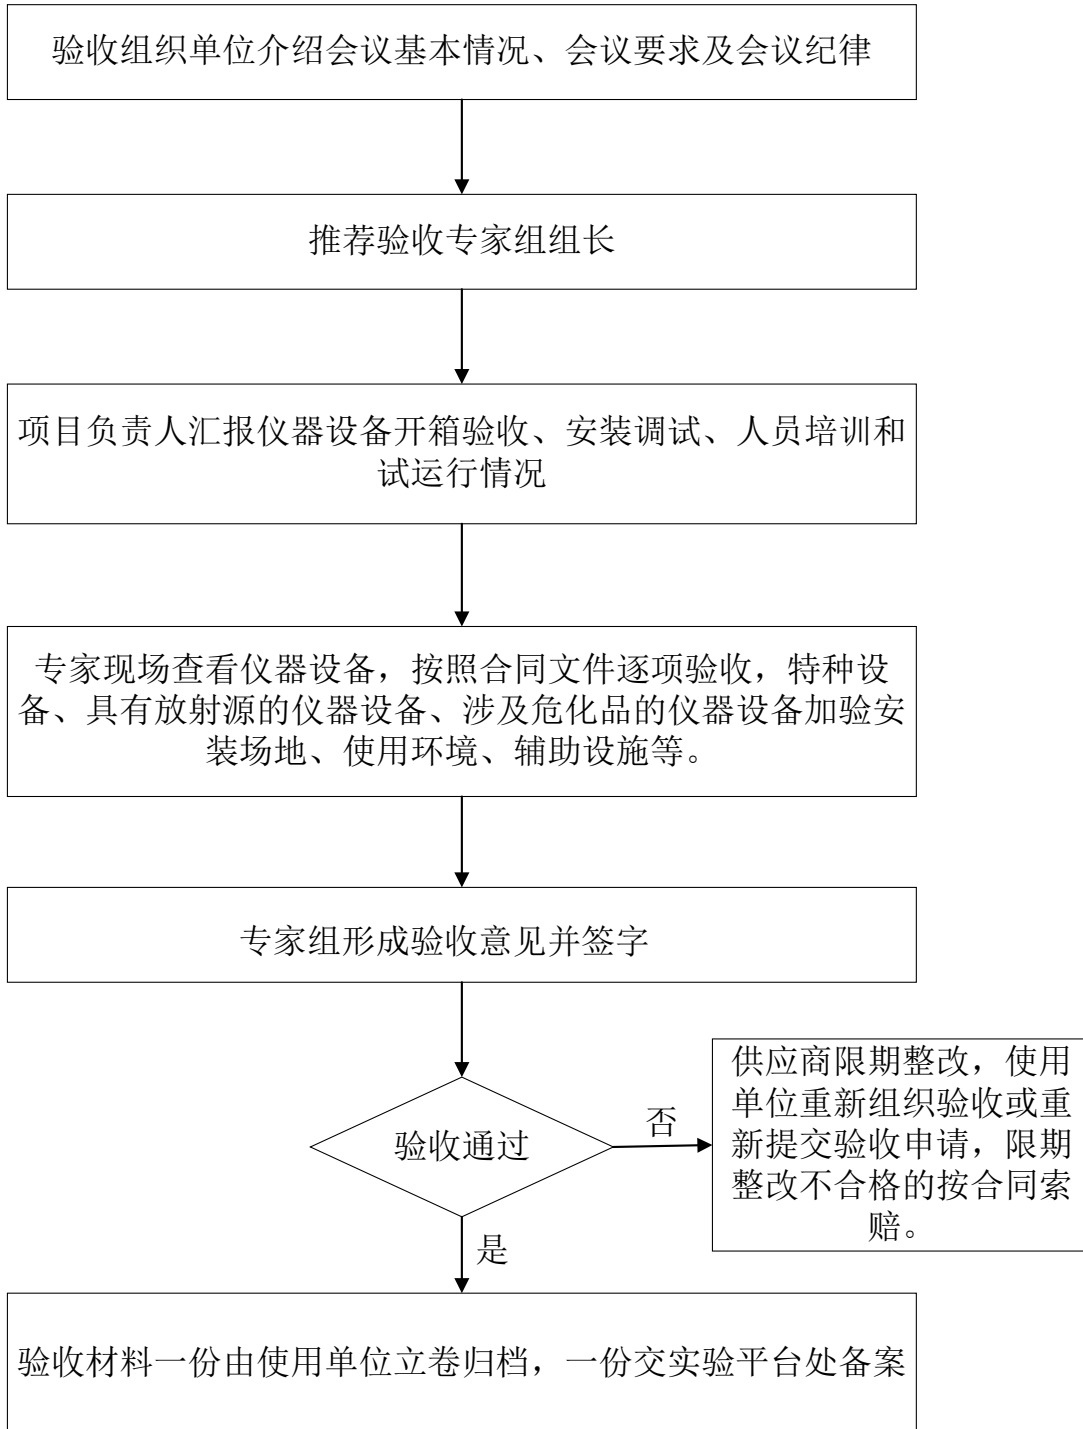 验收组织单位介绍会议基本情况、会议要求及会议纪律
推荐验收专家组组长
项目负责人汇报仪器设备开箱验收、安装调试、人员培训和
试运行情况
专家现场查看仪器设备，按照合同文件逐项验收，特种设
备、具有放射源的仪器设备、涉及危化品的仪器设备加验安
装场地、使用环境、辅助设施等。
专家组形成验收意见并签字
验收通过
否
供应商限期整改，使用
单位重新组织验收或重
新提交验收申请，限期
整改不合格的按合同索
赔。
是
验收材料一份由使用单位立卷归档，一份交实验平台处备案